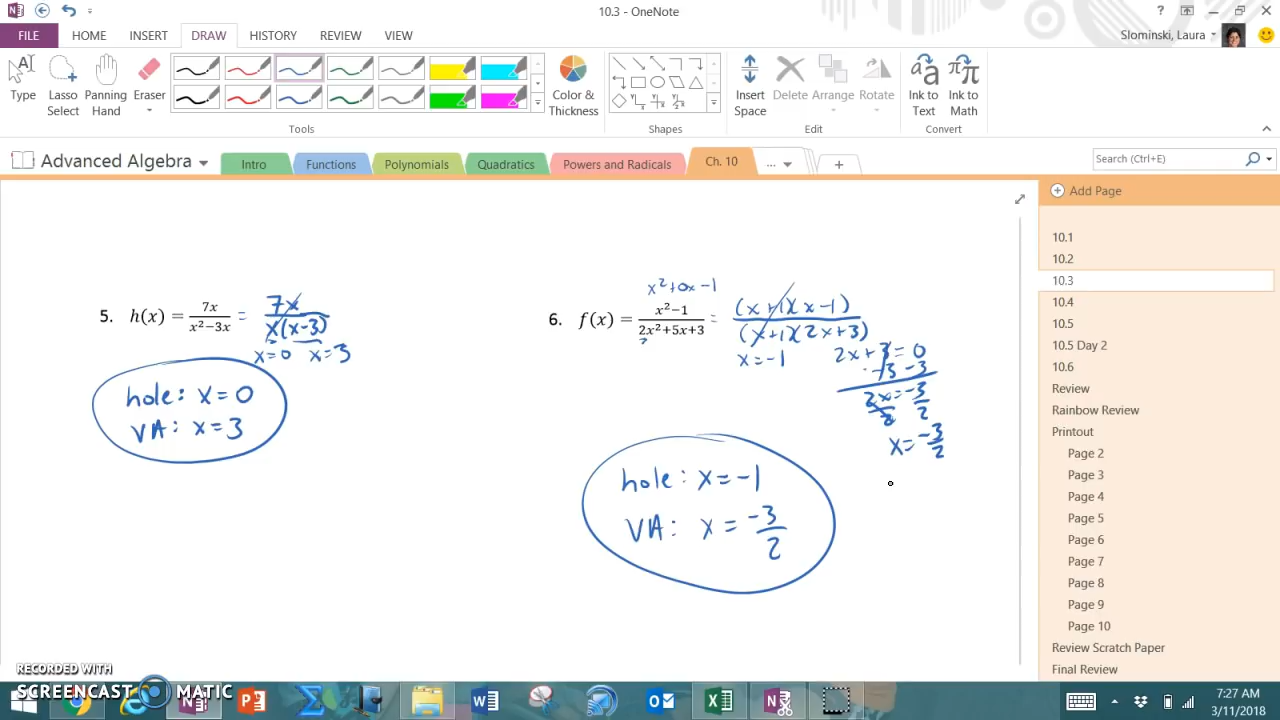 10.3 - OneNote
FILE HOME INSERT DRAW HISTORY REVIEW VIEW
Slominski, Laura
Type
Lasso Select
Panning Hand
Eraser
Color & Thickness
Insert Space
Delete
Arrange
Rotate
Ink to Text
Ink to Math
Tools
Shapes
Edit
Convert
Advanced Algebra
Intro Functions Polynomials Quadratics Powers and Radicals Ch. 10 ... +
Search (Ctrl+E)
Add Page
10.1
10.2
10.3
10.4
10.5
10.5 Day 2
10.6
Review
Rainbow Review
Printout
Page 2
Page 3
Page 4
Page 5
Page 6
Page 7
Page 8
Page 9
Page 10
Review Scratch Paper
Final Review
5. h(x) = 7x / x²−3x = 7x / x(x-3)
x=0 x=3
hole: x=0
VA: x=3
x²+0x-1
6. f(x) = x²−1 / 2x²+5x+3 = (x+1)(x-1) / (x+1)(2x+3)
x=-1
2x+3=0
-3 -3
2x=-3
2 2
x=-3/2
hole: x=-1
VA: x=-3/2
RECORDED WITH
SCREENCAST MATIC
7:27 AM
3/11/2018